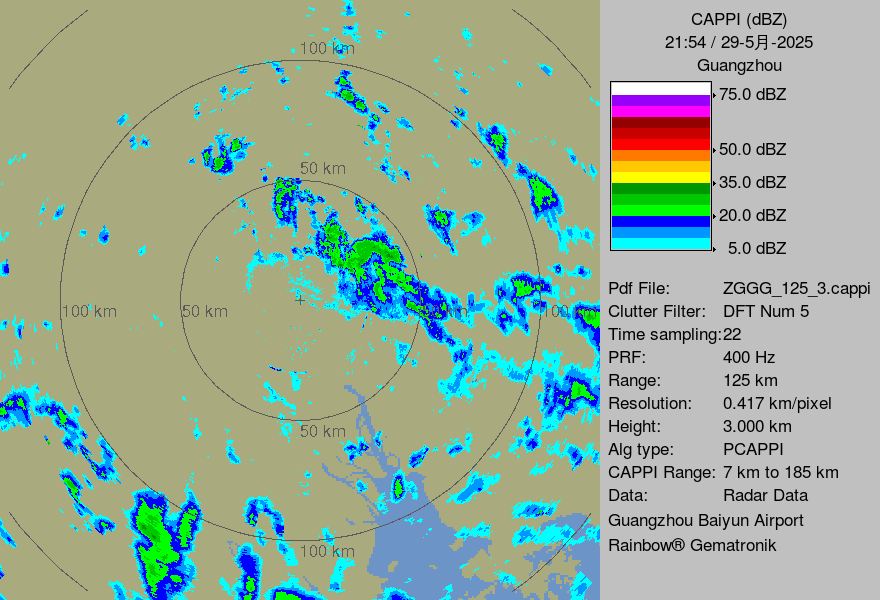 CAPPI (dBZ)
21:54 / 29-5月-2025
Guangzhou
75.0 dBZ
50.0 dBZ
35.0 dBZ
20.0 dBZ
5.0 dBZ
Pdf File: ZGGG_125_3.cappi
Clutter Filter: DFT Num 5
Time sampling:22
PRF: 400 Hz
Range: 125 km
Resolution: 0.417 km/pixel
Height: 3.000 km
Alg type: PCAPPI
CAPPI Range: 7 km to 185 km
Data: Radar Data
Guangzhou Baiyun Airport
Rainbow® Gematronik
100 km
50 km
100 km
50 km
km
100
50 km
100 km